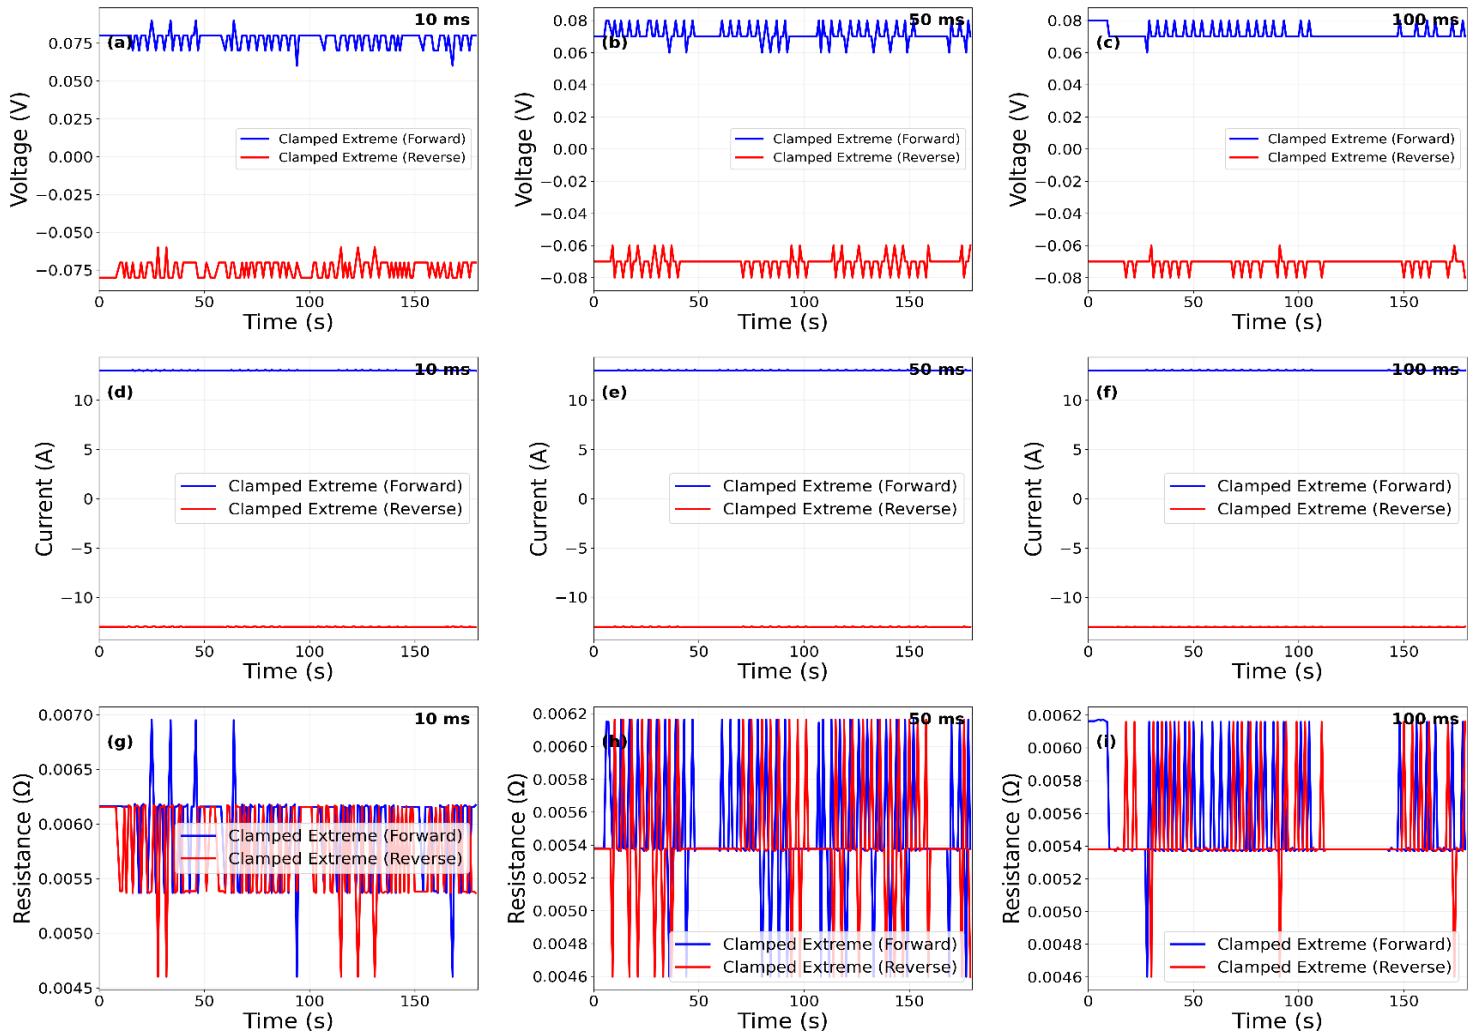 10 ms
(a)
Voltage (V)
0.075
0.050
0.025
0.000
−0.025
−0.050
−0.075
Clamped Extreme (Forward)
Clamped Extreme (Reverse)
0 50 100 150
Time (s)
50 ms
(b)
Voltage (V)
0.08
0.06
0.04
0.02
0.00
−0.02
−0.04
−0.06
−0.08
Clamped Extreme (Forward)
Clamped Extreme (Reverse)
0 50 100 150
Time (s)
100 ms
(c)
Voltage (V)
0.08
0.06
0.04
0.02
0.00
−0.02
−0.04
−0.06
−0.08
Clamped Extreme (Forward)
Clamped Extreme (Reverse)
0 50 100 150
Time (s)
10 ms
(d)
Current (A)
10
5
0
−5
−10
Clamped Extreme (Forward)
Clamped Extreme (Reverse)
0 50 100 150
Time (s)
50 ms
(e)
Current (A)
10
5
0
−5
−10
Clamped Extreme (Forward)
Clamped Extreme (Reverse)
0 50 100 150
Time (s)
100 ms
(f)
Current (A)
10
5
0
−5
−10
Clamped Extreme (Forward)
Clamped Extreme (Reverse)
0 50 100 150
Time (s)
10 ms
(g)
Resistance (Ω)
0.0070
0.0065
0.0060
0.0055
0.0050
0.0045
Clamped Extreme (Forward)
Clamped Extreme (Reverse)
0 50 100 150
Time (s)
50 ms
(h)
Resistance (Ω)
0.0062
0.0060
0.0058
0.0056
0.0054
0.0052
0.0050
0.0048
0.0046
Clamped Extreme (Forward)
Clamped Extreme (Reverse)
0 50 100 150
Time (s)
100 ms
(i)
Resistance (Ω)
0.0062
0.0060
0.0058
0.0056
0.0054
0.0052
0.0050
0.0048
0.0046
Clamped Extreme (Forward)
Clamped Extreme (Reverse)
0 50 100 150
Time (s)